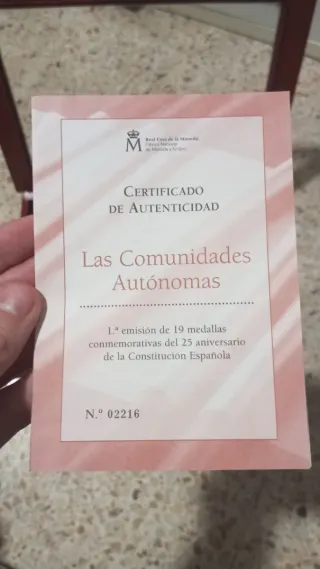 M
Real Casa de la Moneda
Fábrica Nacional
de Moneda y Timbre
CERTIFICADO
DE AUTENTICIDAD
Las Comunidades
Autónomas
1.ª emisión de 19 medallas
conmemorativas del 25 aniversario
de la Constitución Española
N.º 02216